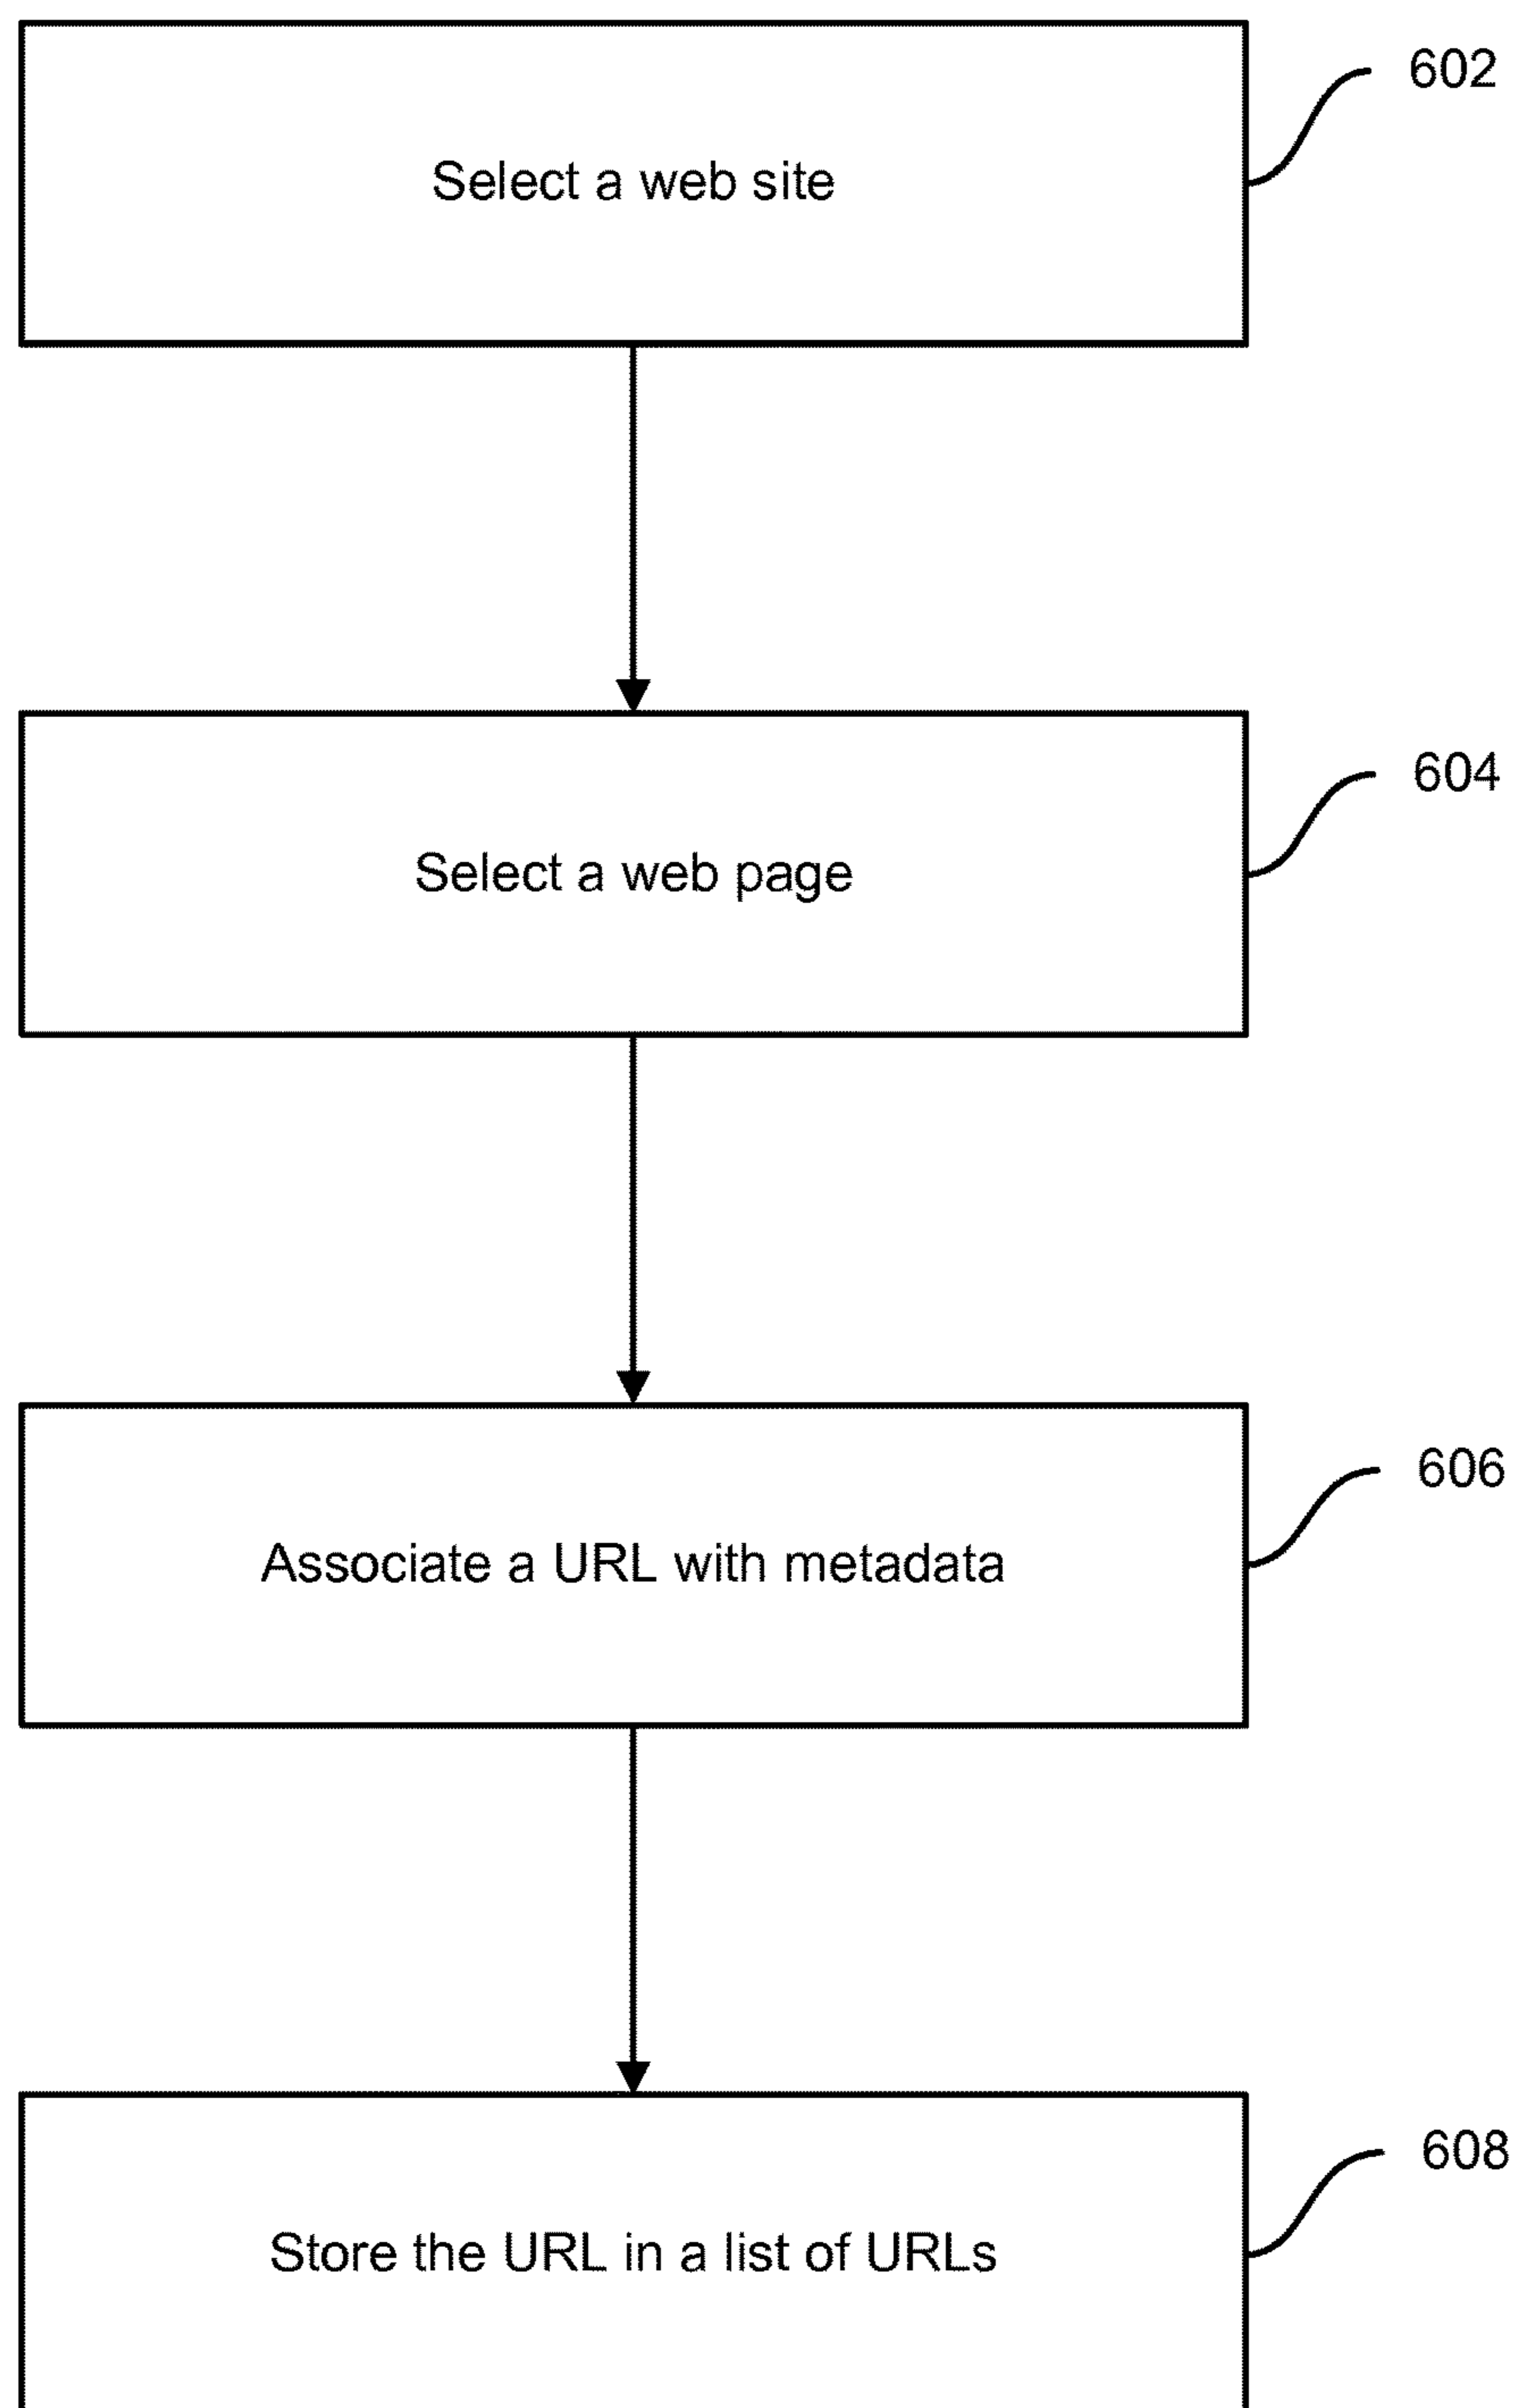 602
Select a web site
604
Select a web page
606
Associate a URL with metadata
608
Store the URL in a list of URLs